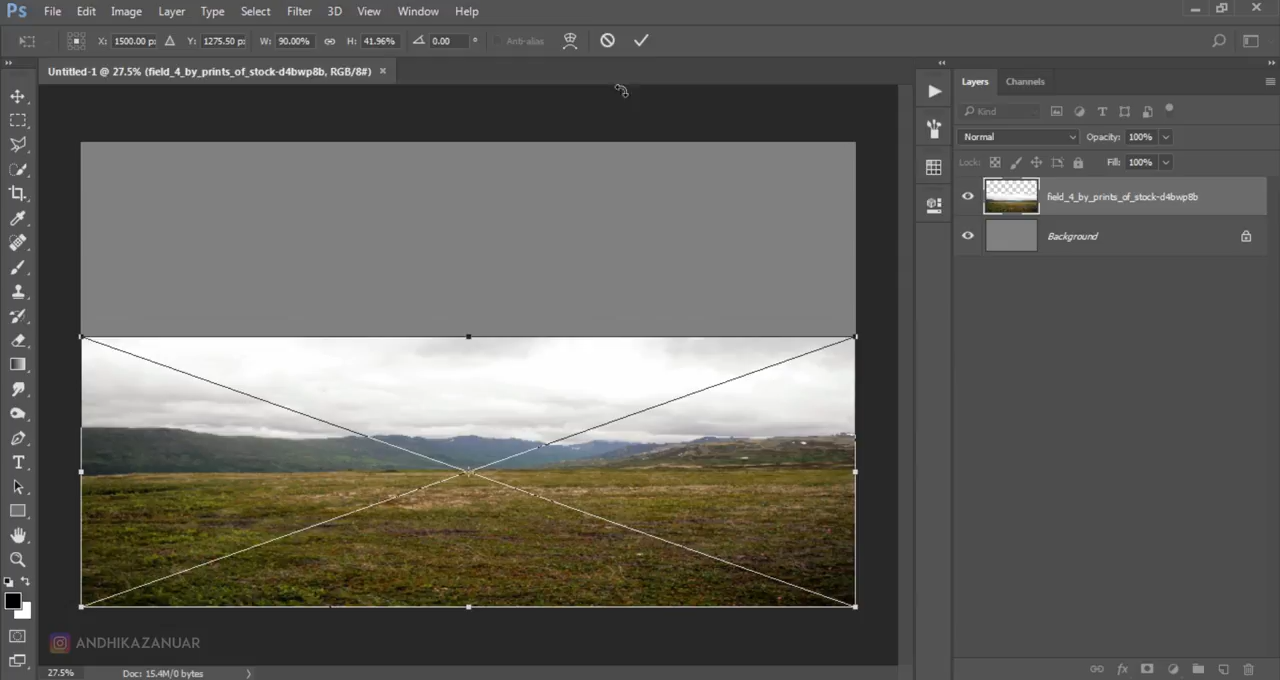 Ps File Edit Image Layer Type Select Filter 3D View Window Help
X: 1500.00 p: Y: 1275.50 p: W: 90.00% H: 41.96% 0.00 ° Anti-alias
Untitled-1 @ 27.5% (field_4_by_prints_of_stock-d4bwp8b, RGB/8#) ×
Layers Channels
Kind
Normal Opacity: 100%
Lock: Fill: 100%
field_4_by_prints_of_stock-d4bwp8b
Background
ANDHIKAZANUAR
27.5% Doc: 15.4M/0 bytes